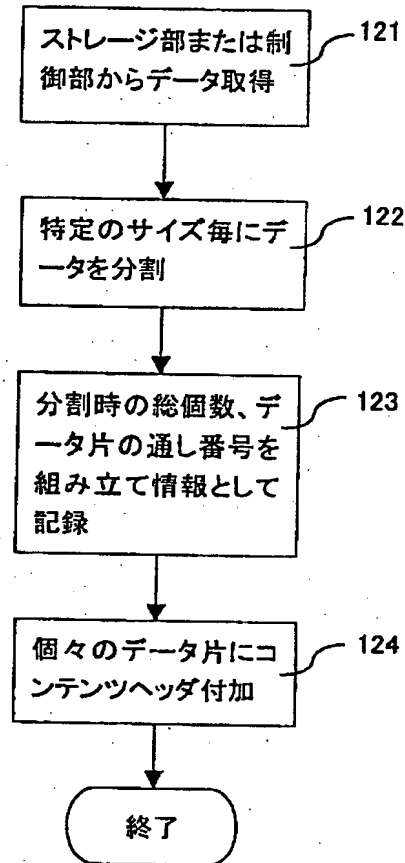 ストレージ部または制
御部からデータ取得
121
特定のサイズ毎にデ
ータを分割
122
分割時の総個数、デ
ータ片の通し番号を
組み立て情報として
記録
123
個々のデータ片にコ
ンテンツヘッダ付加
124
終了